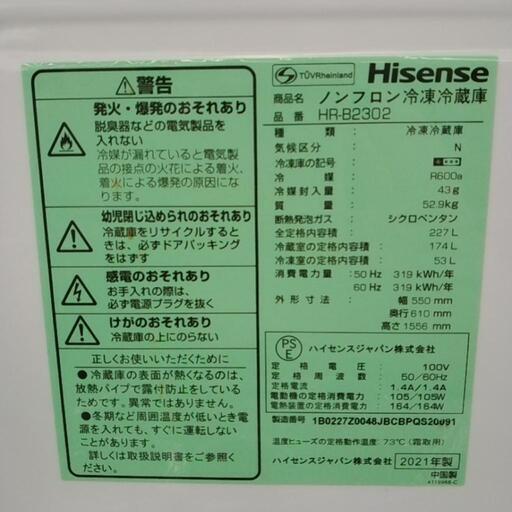 ⚠警告
発火・爆発のおそれあり
脱臭器などの電気製品を
入れない
冷媒が漏れていると電気製
品の接点の火花による着
火、着火による爆発の原因にな
ります。
幼児閉じ込められのおそれあり
冷蔵庫をリサイクルするとき
は、必ずドアパッキング
をはずす
感電のおそれあり
お手入れの際は、
必ず電源プラグを抜く
けがのおそれあり
冷蔵庫の上にのらない
正しくお使いいただくために
●冷蔵庫の表面が熱くなるのは、
放熱パイプで露付防止をしている
ためです。異常ではありません。
●冬期など周囲温度が低いとき電
源を入れても、すぐに運転しない
ことがあります。
詳しくは取扱説明書をごらんください
TÜVRheinland
Hisense
商品名 ノンフロン冷凍冷蔵庫
品番 HR-B2302
種類: 冷凍冷蔵庫
気候区分: N
冷凍庫の記号:
冷媒: R600a
冷媒封入量: 43g
質量: 52.9kg
断熱発泡ガス: シクロペンタン
全定格内容積: 227L
冷蔵室の定格内容積: 174L
冷凍室の定格内容積: 53L
消費電力量: 50Hz 319kWh/年
60Hz 319kWh/年
外形寸法: 幅550mm
奥行610mm
高さ1556mm
PS
E
ハイセンスジャパン株式会社
定格電圧: 100V
定格周波数: 50/60Hz
定格電流: 1.4A/1.4A
電動機の定格消費電力: 105/105W
電熱装置の定格消費電力: 164/164W
製造番号 1B0227Z0048JBCBPQS20091
温度ヒューズの定格動作温度:73℃(霜取用)
ハイセンスジャパン株式会社 2021年製
中国製